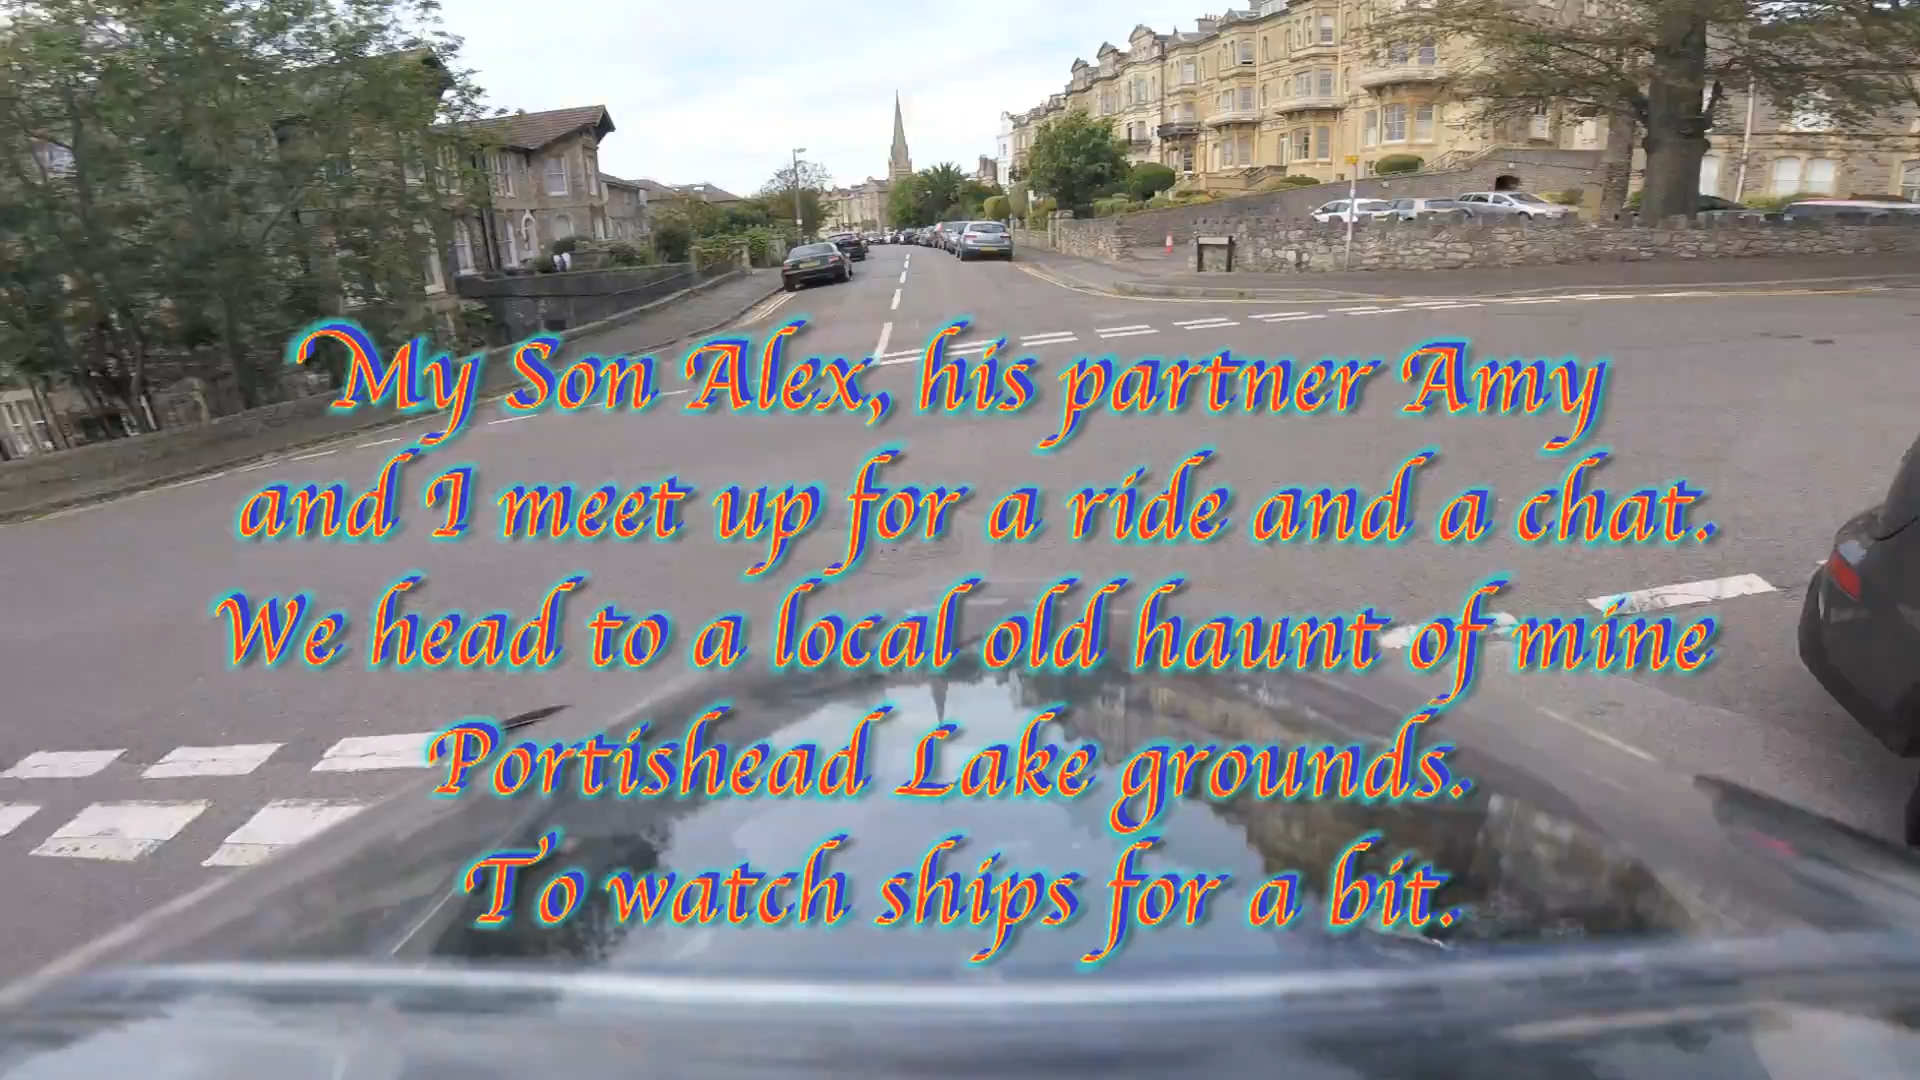 My Son Alex, his partner Amy
and I meet up for a ride and a chat.
We head to a local old haunt of mine
Portishead Lake grounds.
To watch ships for a bit.